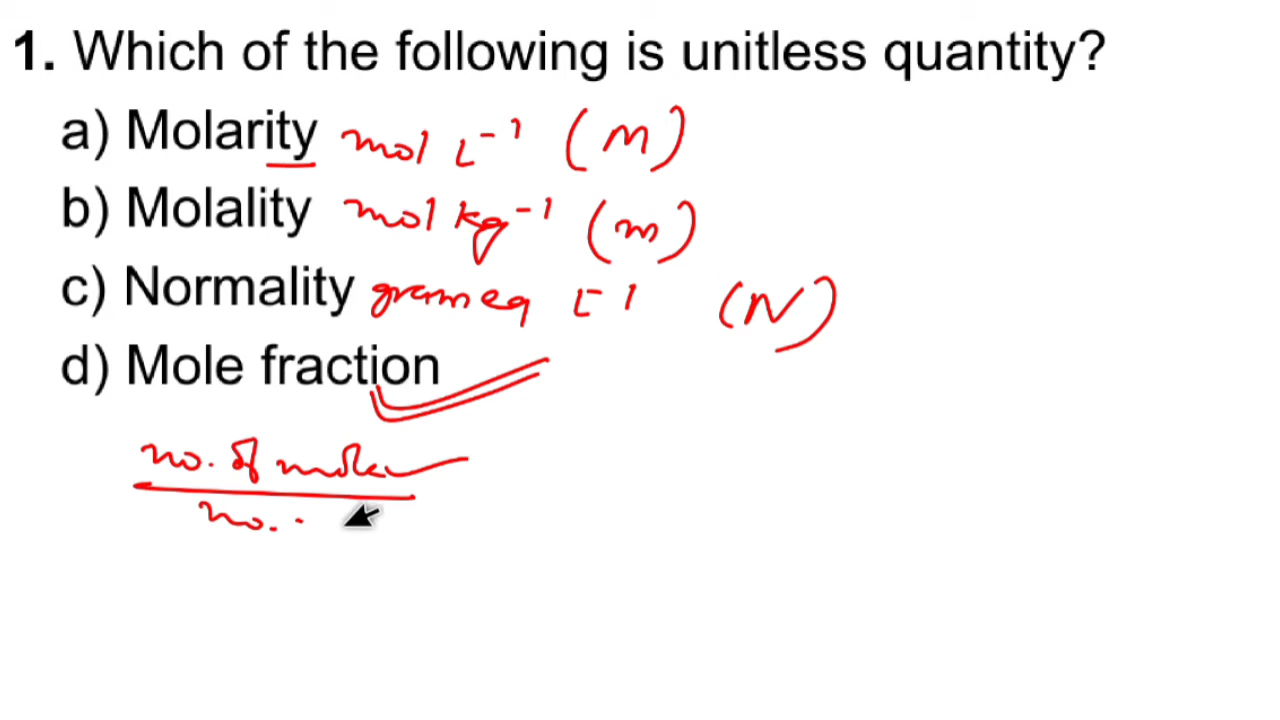 1. Which of the following is unitless quantity?
a) Molarity mol L⁻¹ (M)
b) Molality mol kg⁻¹ (m)
c) Normality gram eq L⁻¹ (N)
d) Mole fraction
no. of moles
no. .